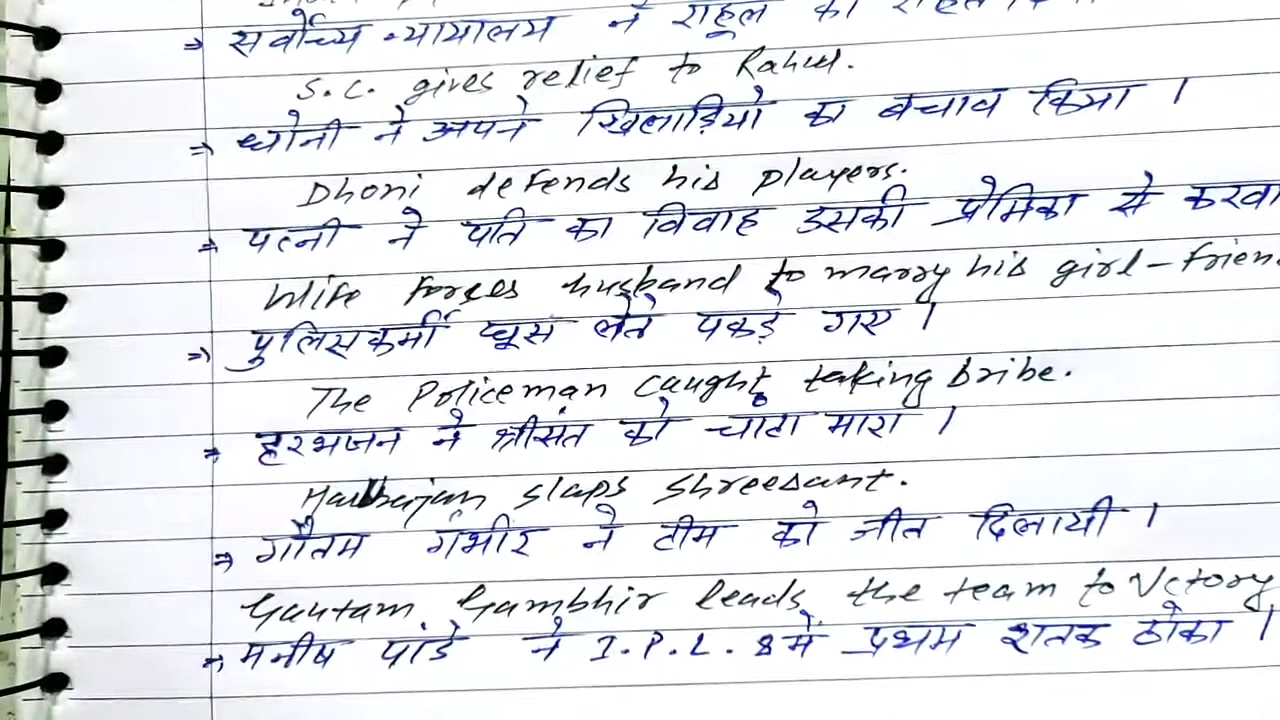 ⇒ सर्वोच्च न्यायालय ने राहुल को राहत
S.C. gives relief to Rahul.
⇒ धोनी ने अपने खिलाड़ियो का बचाव किया ।
Dhoni defends his players.
⇒ पत्नी ने पति का विवाह उसकी प्रेमिका से करवा
Wife forces husband to marry his girl-frien
⇒ पुलिसकर्मी घूस लेते पकड़े गए ।
The Policeman caught taking bribe.
⇒ हरभजन ने श्रीसंत को चांटा मारा ।
Harbhajan slaps Shreesant.
⇒ गौतम गंभीर ने टीम को जीत दिलायी ।
Gautam Gambhir leads the team to Vctory
⇒ मनीष पांडे ने I.P.L. 8 में प्रथम शतक ठोका ।